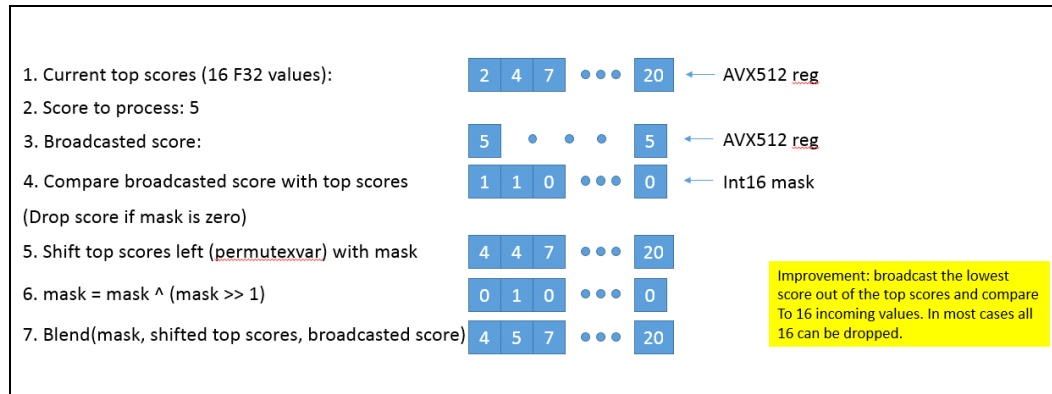 1. Current top scores (16 F32 values): 2 4 7 20 AVX512 reg
2. Score to process: 5
3. Broadcasted score: 5 5 AVX512 reg
4. Compare broadcasted score with top scores 1 1 0 0 Int16 mask
(Drop score if mask is zero)
5. Shift top scores left (permutexvar) with mask 4 4 7 20
6. mask = mask ^ (mask >> 1) 0 1 0 0
7. Blend(mask, shifted top scores, broadcasted score) 4 5 7 20
Improvement: broadcast the lowest
score out of the top scores and compare
To 16 incoming values. In most cases all
16 can be dropped.